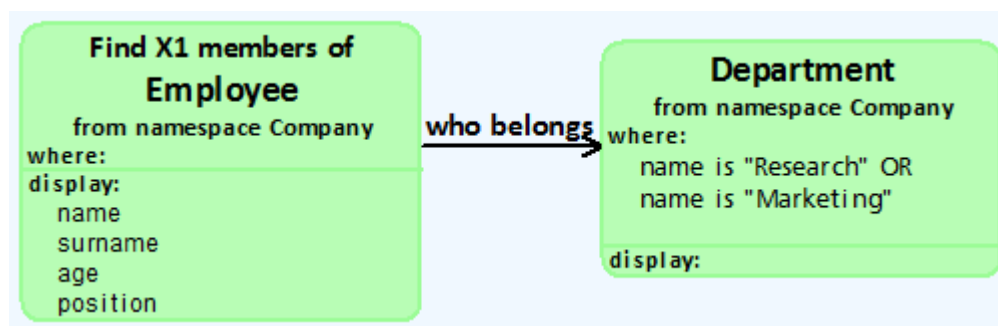 Find X1 members of
Employee
from namespace Company
where:
display:
name
surname
age
position
who belongs
Department
from namespace Company
where:
name is "Research" OR
name is "Marketing"
display: